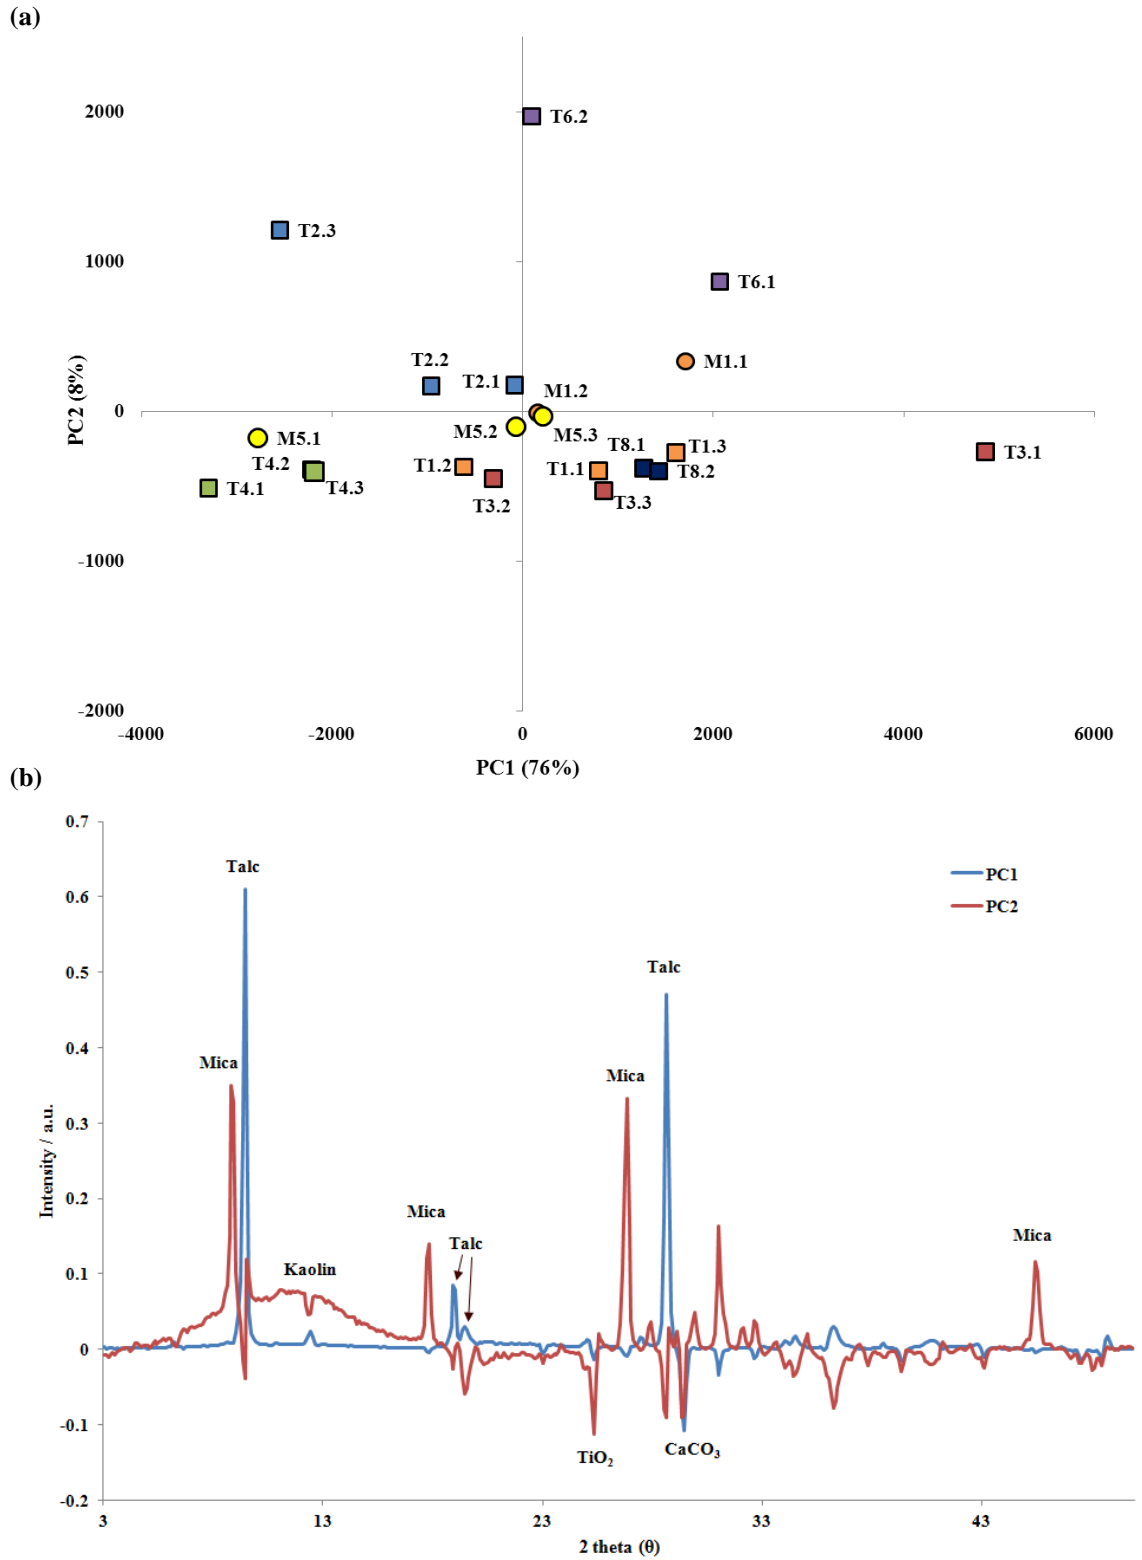 (a)
2000
T6.2
T2.3
1000
T6.1
T2.2
M1.1
T2.1
M1.2
PC2 (8%)
0
M5.1
M5.2
M5.3
T8.1
T1.3
T3.1
T4.2
T1.2
T1.1
T8.2
T4.1
T4.3
T3.2
T3.3
-1000
-2000
-4000 -2000 0 2000 4000 6000
PC1 (76%)
(b)
0.7
Talc
PC1
0.6
PC2
0.5
Talc
0.4
Mica
Mica
0.3
Intensity / a.u.
0.2
Mica
Talc
Mica
0.1
Kaolin
0
-0.1
TiO₂
CaCO₃
-0.2
3 13 23 33 43
2 theta (θ)